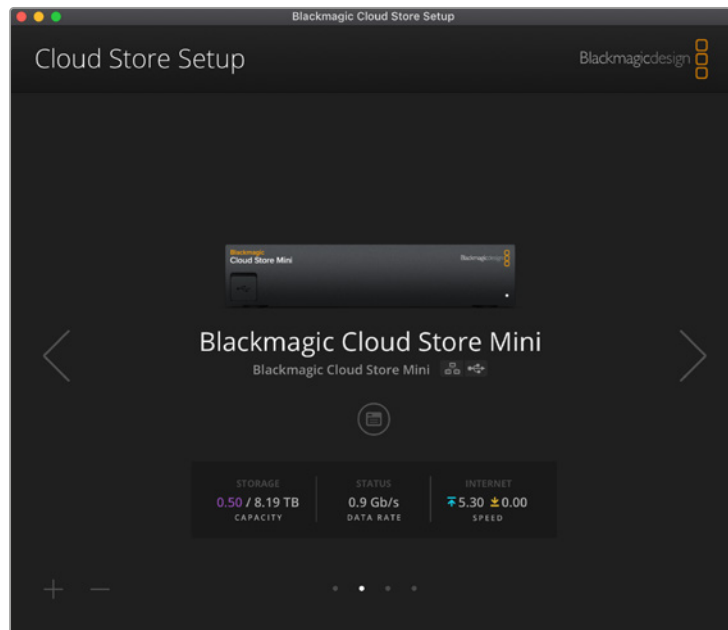 Blackmagic Cloud Store Setup
Cloud Store Setup
Blackmagicdesign
Blackmagic
Cloud Store Mini
Blackmagicdesign
Blackmagic Cloud Store Mini
Blackmagic Cloud Store Mini
STORAGE STATUS INTERNET
0.50 / 8.19 TB 0.9 Gb/s 5.30 0.00
CAPACITY DATA RATE SPEED